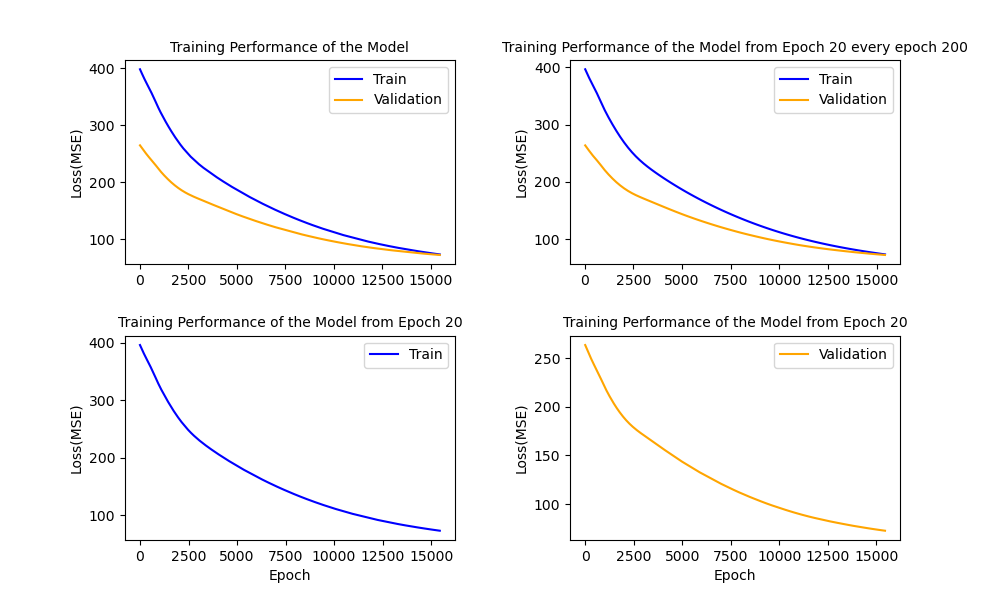 Training Performance of the Model
Loss(MSE)
400
300
200
100
Train
Validation
0 2500 5000 7500 10000 12500 15000
Training Performance of the Model from Epoch 20 every epoch 200
Loss(MSE)
400
300
200
100
Train
Validation
0 2500 5000 7500 10000 12500 15000
Training Performance of the Model from Epoch 20
Loss(MSE)
400
300
200
100
Train
0 2500 5000 7500 10000 12500 15000
Epoch
Training Performance of the Model from Epoch 20
Loss(MSE)
250
200
150
100
Validation
0 2500 5000 7500 10000 12500 15000
Epoch